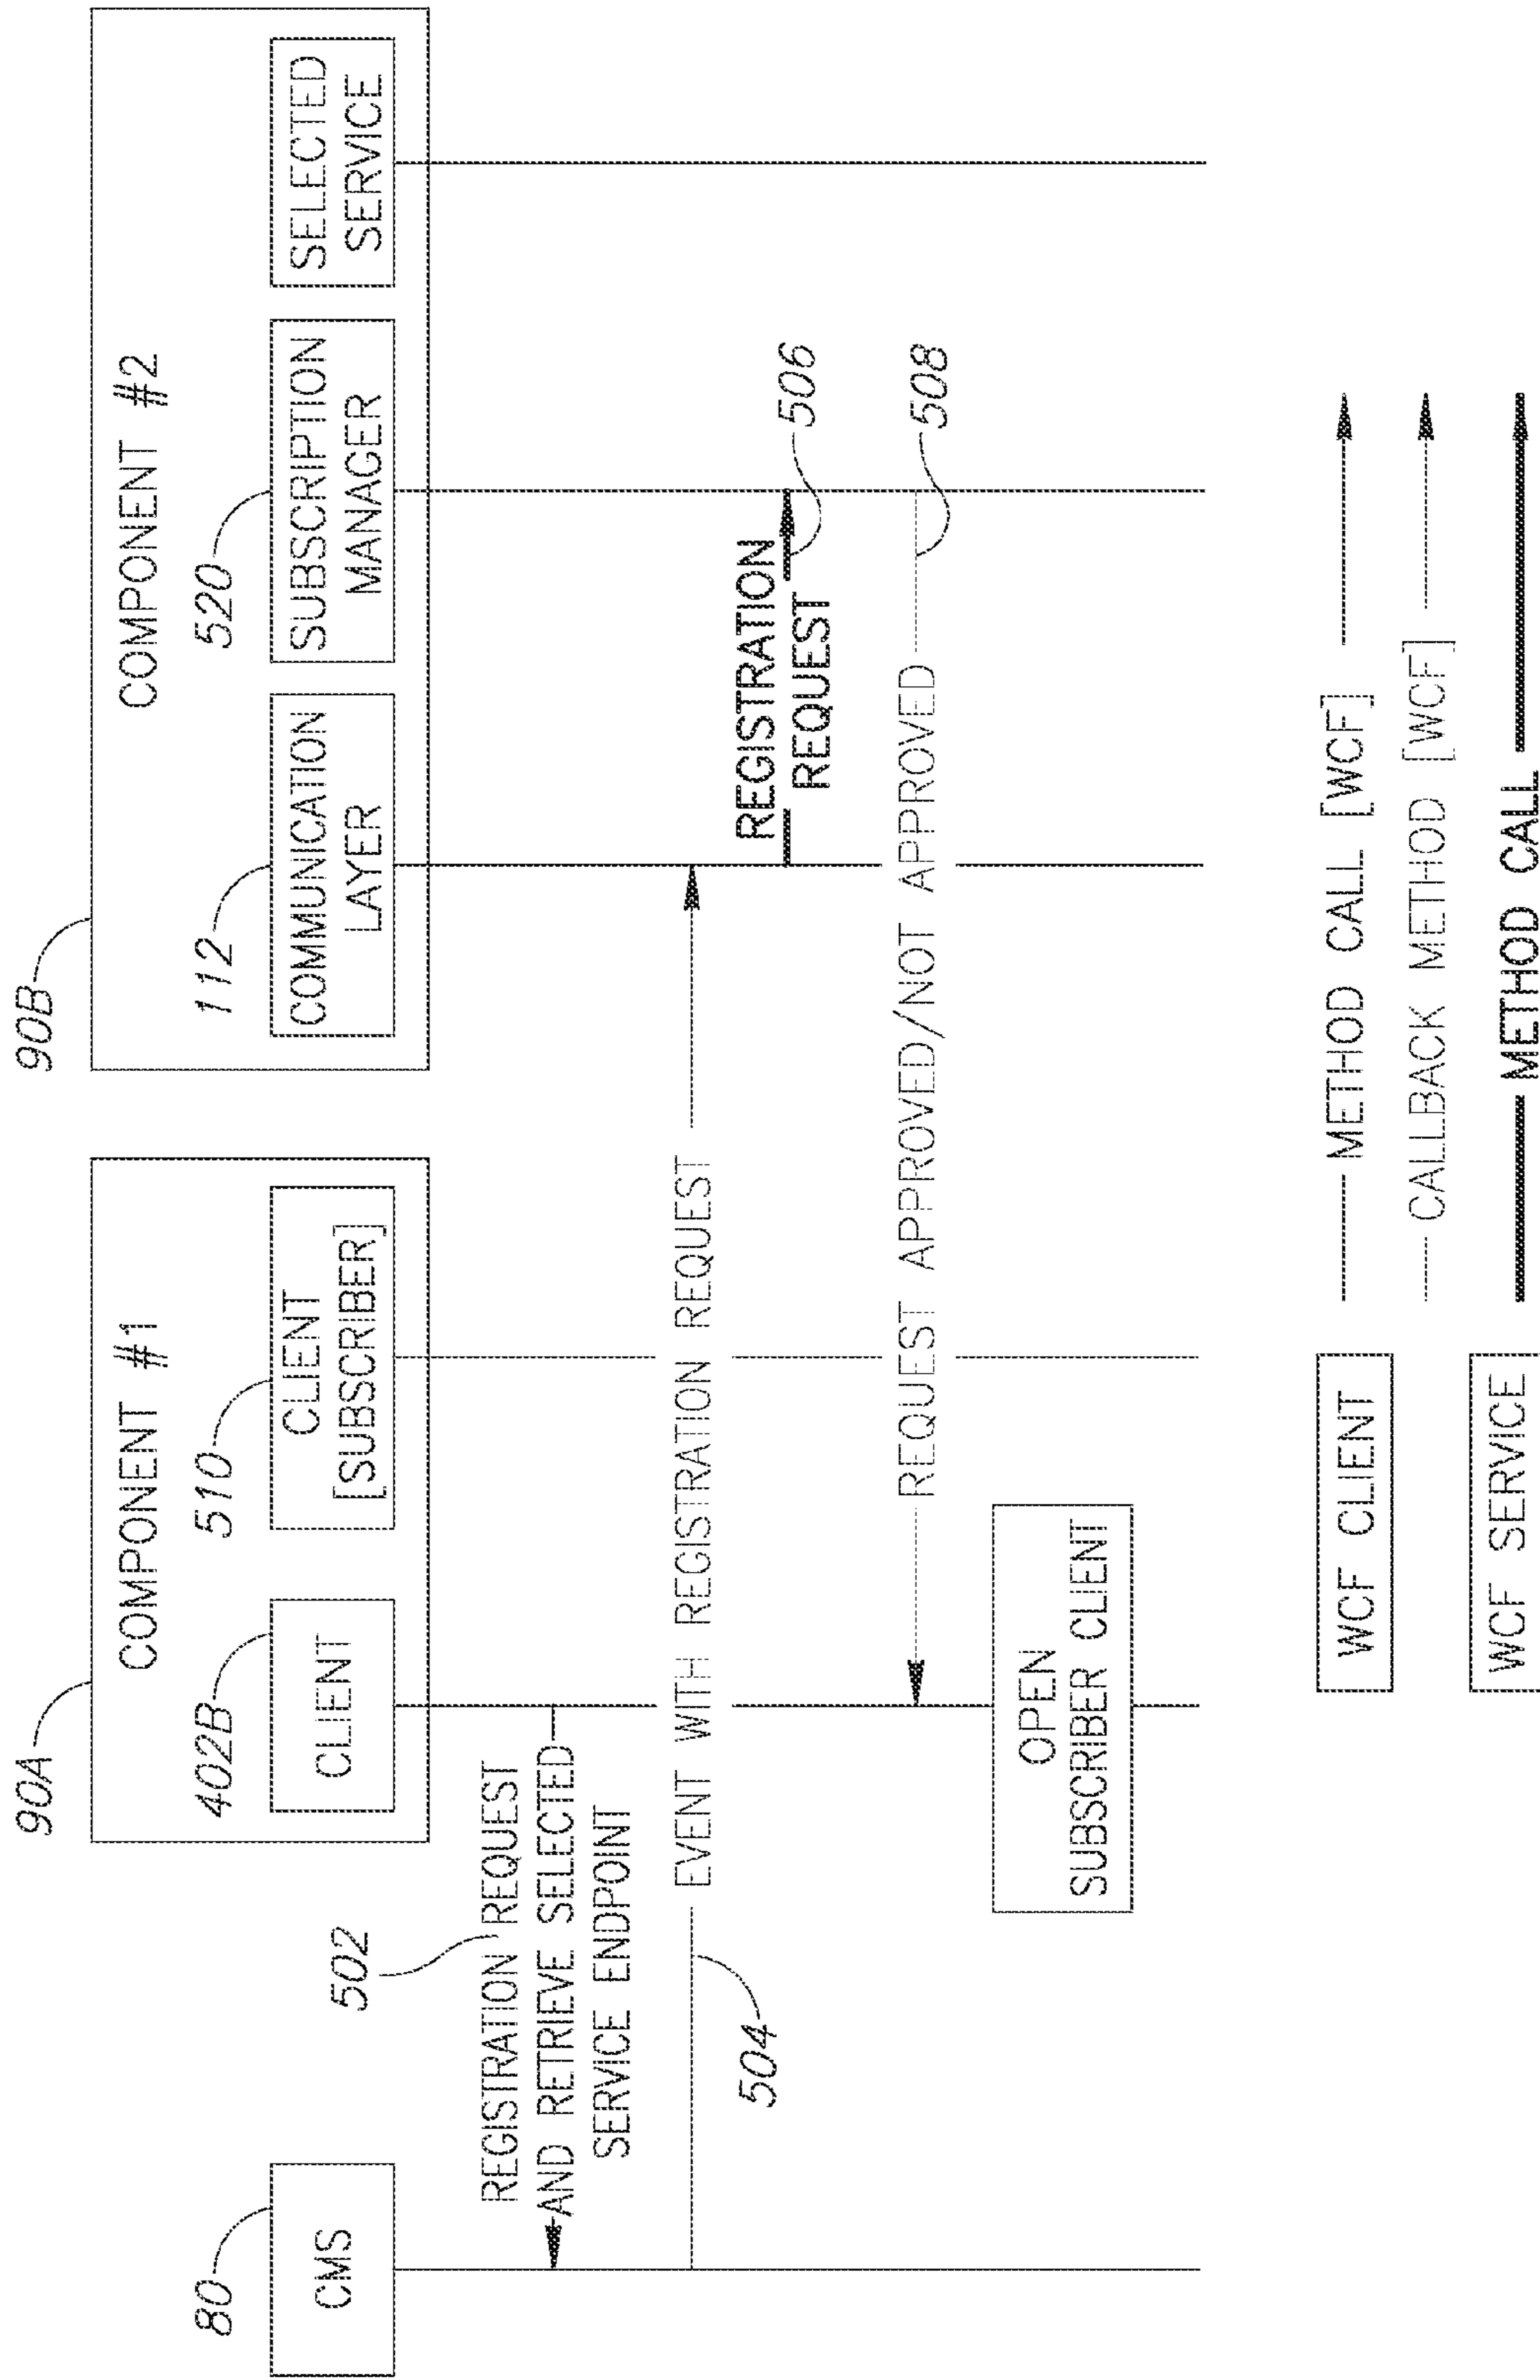 90A
90B
COMPONENT #1
COMPONENT #2
80
402B
510
112
520
CMS
CLIENT
CLIENT
[SUBSCRIBER]
COMMUNICATION
LAYER
SUBSCRIPTION
MANAGER
SELECTED
SERVICE
502
REGISTRATION REQUEST
AND RETRIEVE SELECTED
SERVICE ENDPOINT
EVENT WITH REGISTRATION REQUEST
504
REGISTRATION
REQUEST
506
REQUEST APPROVED/NOT APPROVED
508
OPEN
SUBSCRIBER CLIENT
WCF CLIENT
METHOD CALL [WCF]
CALLBACK METHOD [WCF]
WCF SERVICE
METHOD CALL